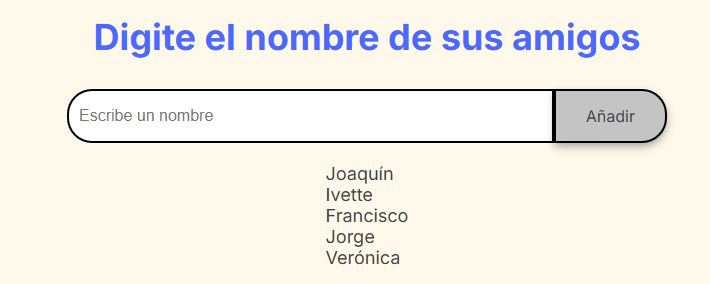 Digite el nombre de sus amigos
Escribe un nombre
Añadir
Joaquín
Ivette
Francisco
Jorge
Verónica